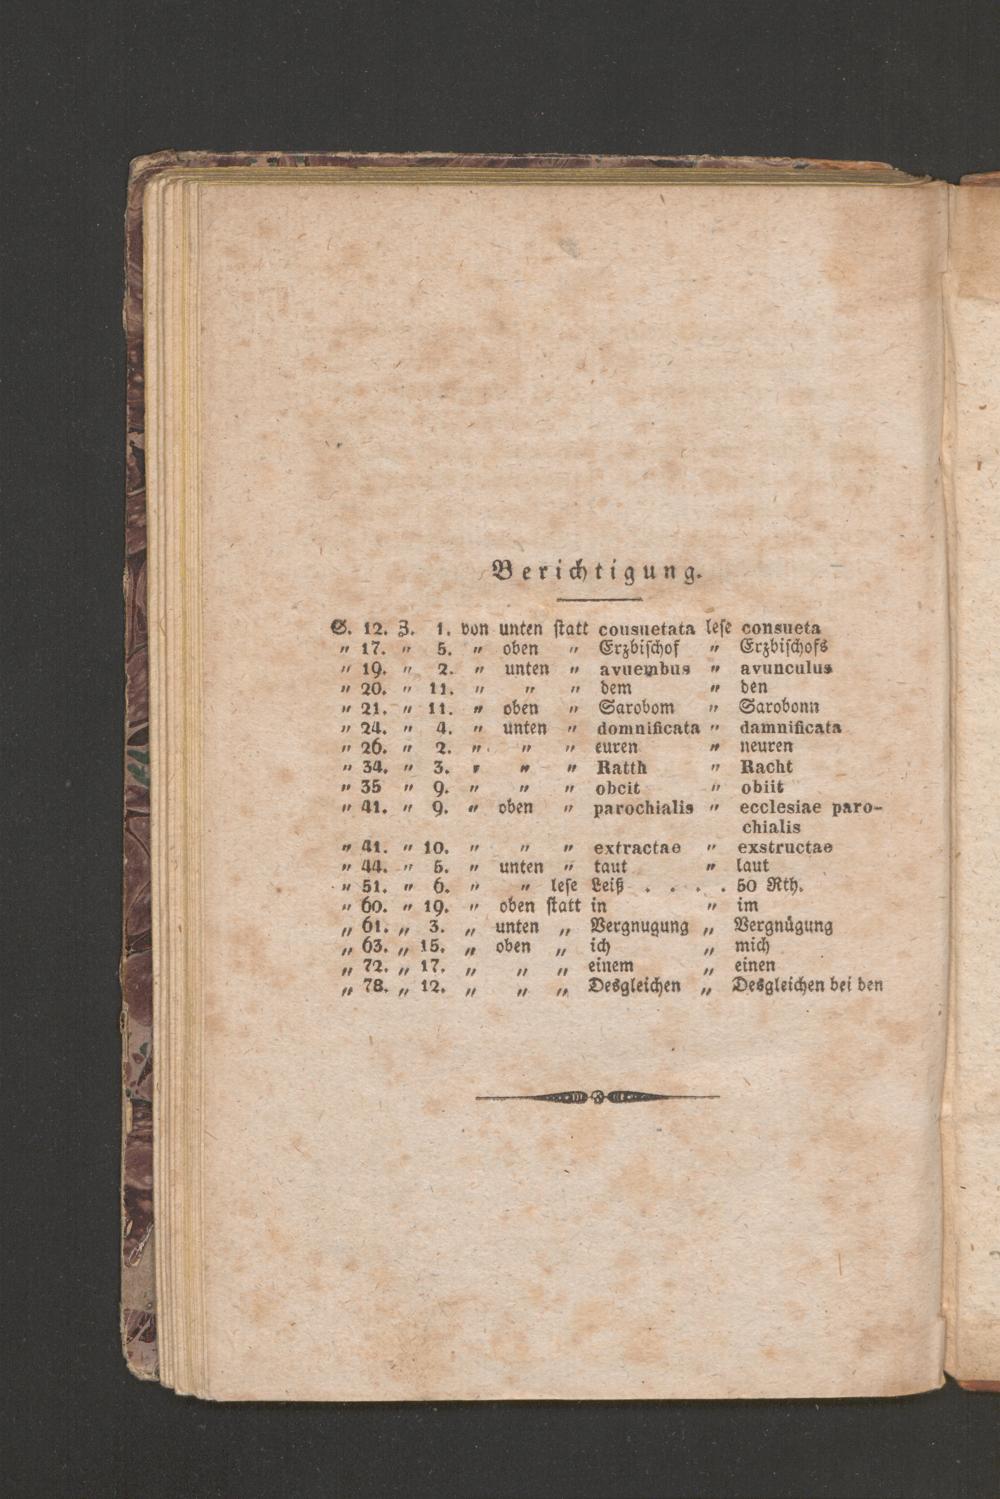 Berichtigung.
S. 12. Z. 1. von unten statt cousuetata lese consueta
„ 17. „ 5. „ oben „ Erzbischof „ Erzbischofs
„ 19. „ 2. „ unten „ avuembus „ avunculus
„ 20. „ 11. „ „ „ dem „ den
„ 21. „ 11. „ oben „ Sarobom „ Sarobonn
„ 24. „ 4. „ unten „ domnificata „ damnificata
„ 26. „ 2. „ „ „ euren „ neuren
„ 34. „ 3. „ „ „ Ratth „ Racht
„ 35 „ 9. „ „ „ obcit „ obiit
„ 41. „ 9. „ oben „ parochialis „ ecclesiae paro-
chialis
„ 41. „ 10. „ „ „ extractae „ exstructae
„ 44. „ 5. „ unten „ taut „ laut
„ 51. „ 6. „ „ lese Leiß . . . . 50 Rth.
„ 60. „ 19. „ oben statt in „ im
„ 61. „ 3. „ unten „ Vergnugung „ Vergnügung
„ 63. „ 15. „ oben „ ich „ mich
„ 72. „ 17. „ „ „ einem „ einen
„ 78. „ 12. „ „ „ Desgleichen „ Desgleichen bei den